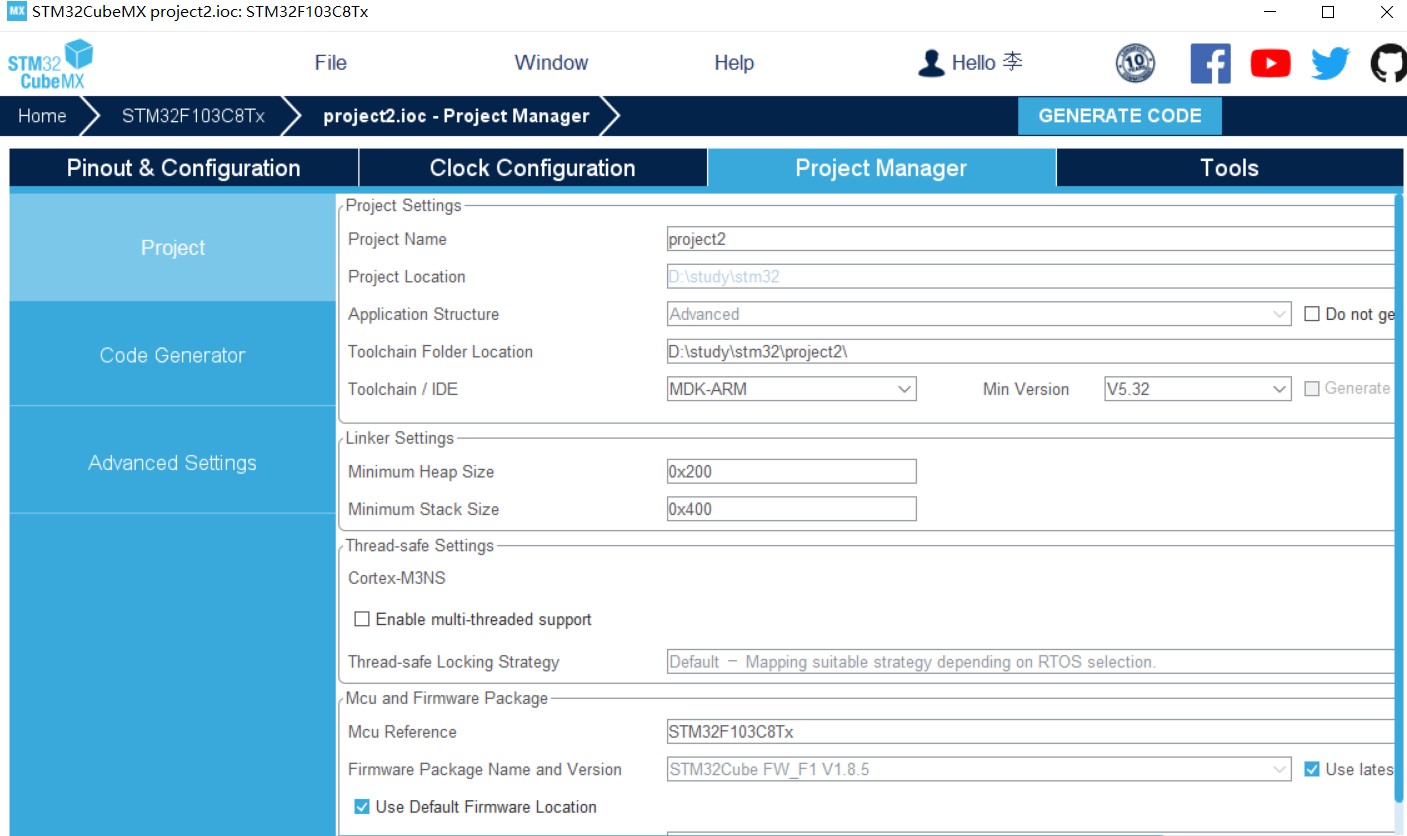 MX STM32CubeMX project2.ioc: STM32F103C8Tx
STM32 CubeMX File Window Help Hello 李 10
Home STM32F103C8Tx project2.ioc - Project Manager GENERATE CODE
Pinout & Configuration Clock Configuration Project Manager Tools
Project
Code Generator
Advanced Settings
Project Settings
Project Name project2
Project Location D:\study\stm32
Application Structure Advanced Do not ge
Toolchain Folder Location D:\study\stm32\project2\
Toolchain / IDE MDK-ARM Min Version V5.32 Generate
Linker Settings
Minimum Heap Size 0x200
Minimum Stack Size 0x400
Thread-safe Settings
Cortex-M3NS
Enable multi-threaded support
Thread-safe Locking Strategy Default － Mapping suitable strategy depending on RTOS selection.
Mcu and Firmware Package
Mcu Reference STM32F103C8Tx
Firmware Package Name and Version STM32Cube FW_F1 V1.8.5 Use lates
Use Default Firmware Location